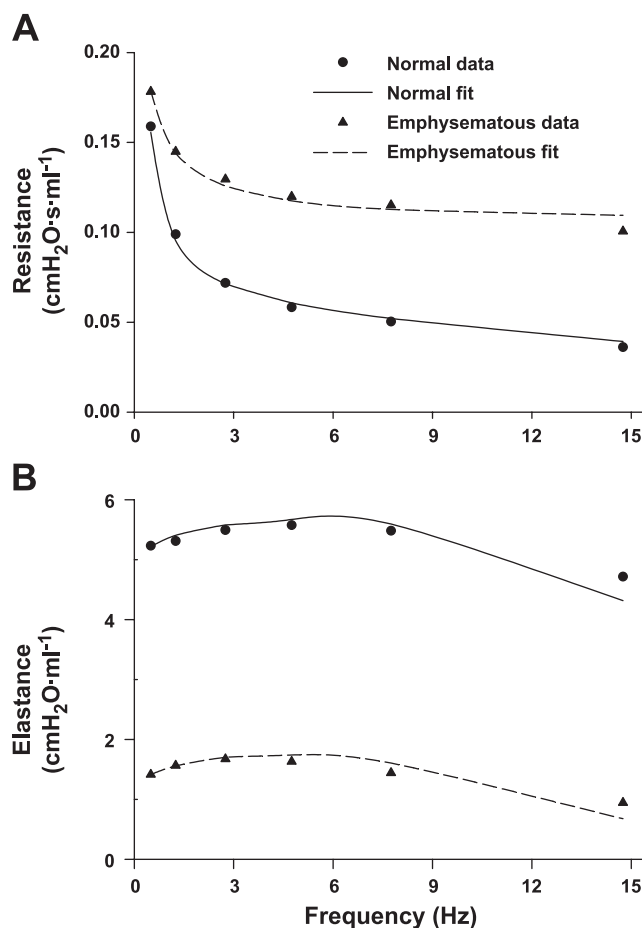 A
0.20
0.15
0.10
0.05
0.00
Resistance
(cmH₂O·s·ml⁻¹)
Normal data
Normal fit
Emphysematous data
Emphysematous fit
0 3 6 9 12 15
B
6
4
2
0
Elastance
(cmH₂O·ml⁻¹)
0 3 6 9 12 15
Frequency (Hz)